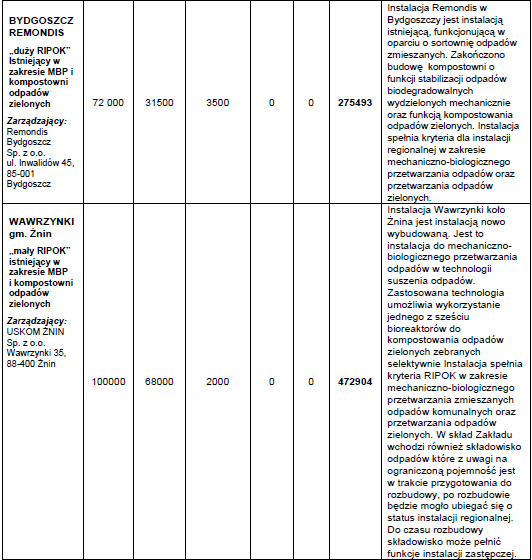 BYDGOSZCZ
REMONDIS
„duży RIPOK”
Istniejący w
zakresie MBP i
kompostowni
odpadów
zielonych
Zarządzający:
Remondis
Bydgoszcz
Sp. z o.o.
ul. Inwalidów 45,
85-001
Bydgoszcz
72 000
31500
3500
0
0
275493
Instalacja Remondis w
Bydgoszczy jest instalacją
istniejącą, funkcjonującą w
oparciu o sortownię odpadów
zmieszanych. Zakończono
budowę kompostowni o
funkcji stabilizacji odpadów
biodegradowalnych
wydzielonych mechanicznie
oraz funkcją kompostowania
odpadów zielonych. Instalacja
spełnia kryteria dla instalacji
regionalnej w zakresie
mechaniczno-biologicznego
przetwarzania odpadów oraz
przetwarzania odpadów
zielonych.
WAWRZYNKI
gm. Żnin
„mały RIPOK”
istniejący w
zakresie MBP
i kompostowni
odpadów
zielonych
Zarządzający:
USKOM ŻNIN
Sp. z o.o.
Wawrzynki 35,
88-400 Żnin
100000
68000
2000
0
0
472904
Instalacja Wawrzynki koło
Żnina jest instalacją nowo
wybudowaną. Jest to
instalacja do mechaniczno-
biologicznego przetwarzania
odpadów w technologii
suszenia odpadów.
Zastosowana technologia
umożliwia wykorzystanie
jednego z sześciu
bioreaktorów do
kompostowania odpadów
zielonych zebranych
selektywnie Instalacja spełnia
kryteria RIPOK w zakresie
mechaniczno-biologicznego
przetwarzania zmieszanych
odpadów komunalnych oraz
przetwarzania odpadów
zielonych. W skład Zakładu
wchodzi również składowisko
odpadów które z uwagi na
ograniczoną pojemność jest
w trakcie przygotowania do
rozbudowy, po rozbudowie
będzie mogło ubiegać się o
status instalacji regionalnej.
Do czasu rozbudowy
składowisko może pełnić
funkcje instalacji zastępczej.